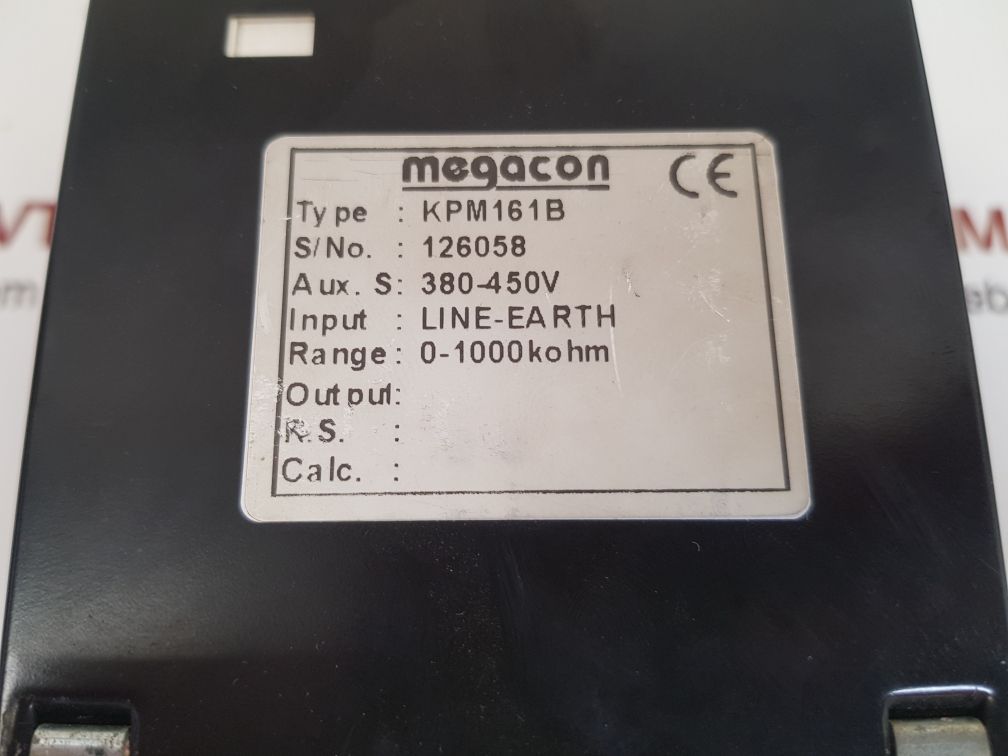 megacon CE
Type : KPM161B
S/No. : 126058
Aux. S: 380-450V
Input : LINE-EARTH
Range: 0-1000kohm
Output:
R.S. :
Calc. :